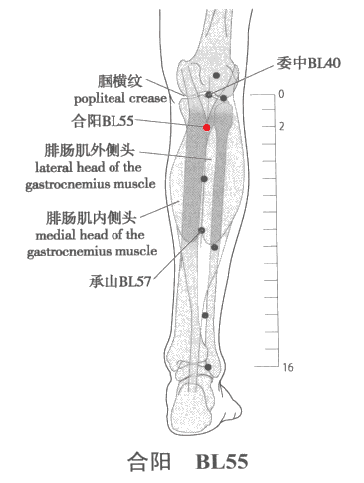 委中BL40
腘横纹
popliteal crease
0
合阳BL55
2
腓肠肌外侧头
lateral head of the
gastrocnemius muscle
腓肠肌内侧头
medial head of the
gastrocnemius muscle
承山BL57
16
合阳 BL55